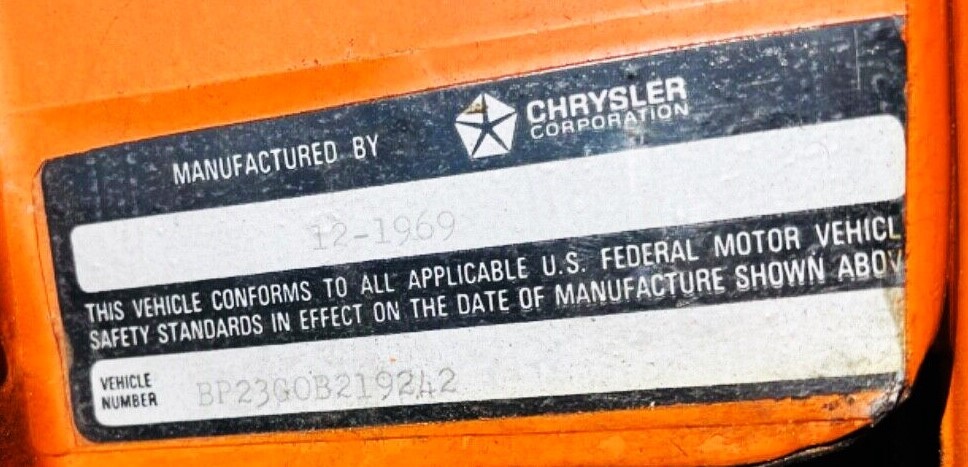 CHRYSLER
CORPORATION
MANUFACTURED BY
12-1969
THIS VEHICLE CONFORMS TO ALL APPLICABLE U.S. FEDERAL MOTOR VEHICL
SAFETY STANDARDS IN EFFECT ON THE DATE OF MANUFACTURE SHOWN ABOV
VEHICLE
NUMBER
BP23G0B219242